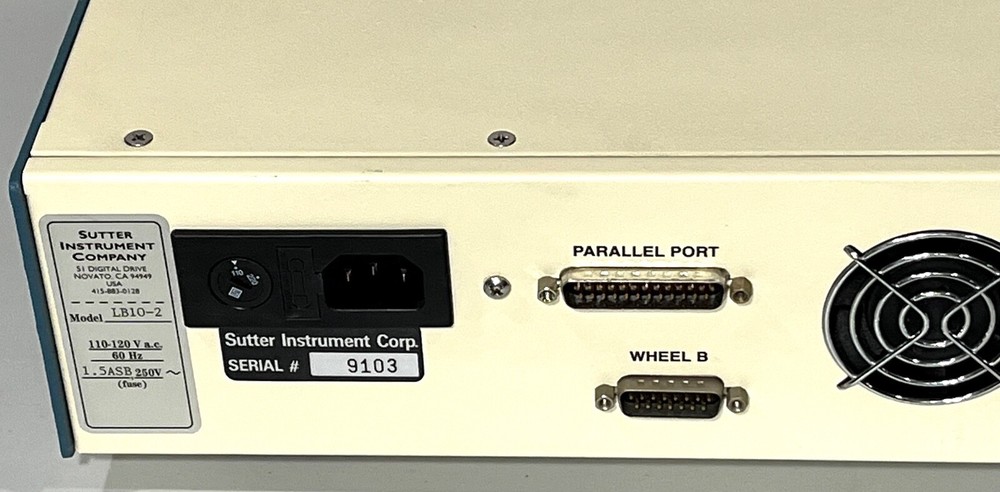 SUTTER
INSTRUMENT
COMPANY
51 DIGITAL DRIVE
NOVATO, CA 94949
USA
415-883-0128
Model LB10-2
110-120 V a.c.
60 Hz
1.5ASB 250V ~
(fuse)
110
Sutter Instrument Corp.
SERIAL # 9103
PARALLEL PORT
WHEEL B